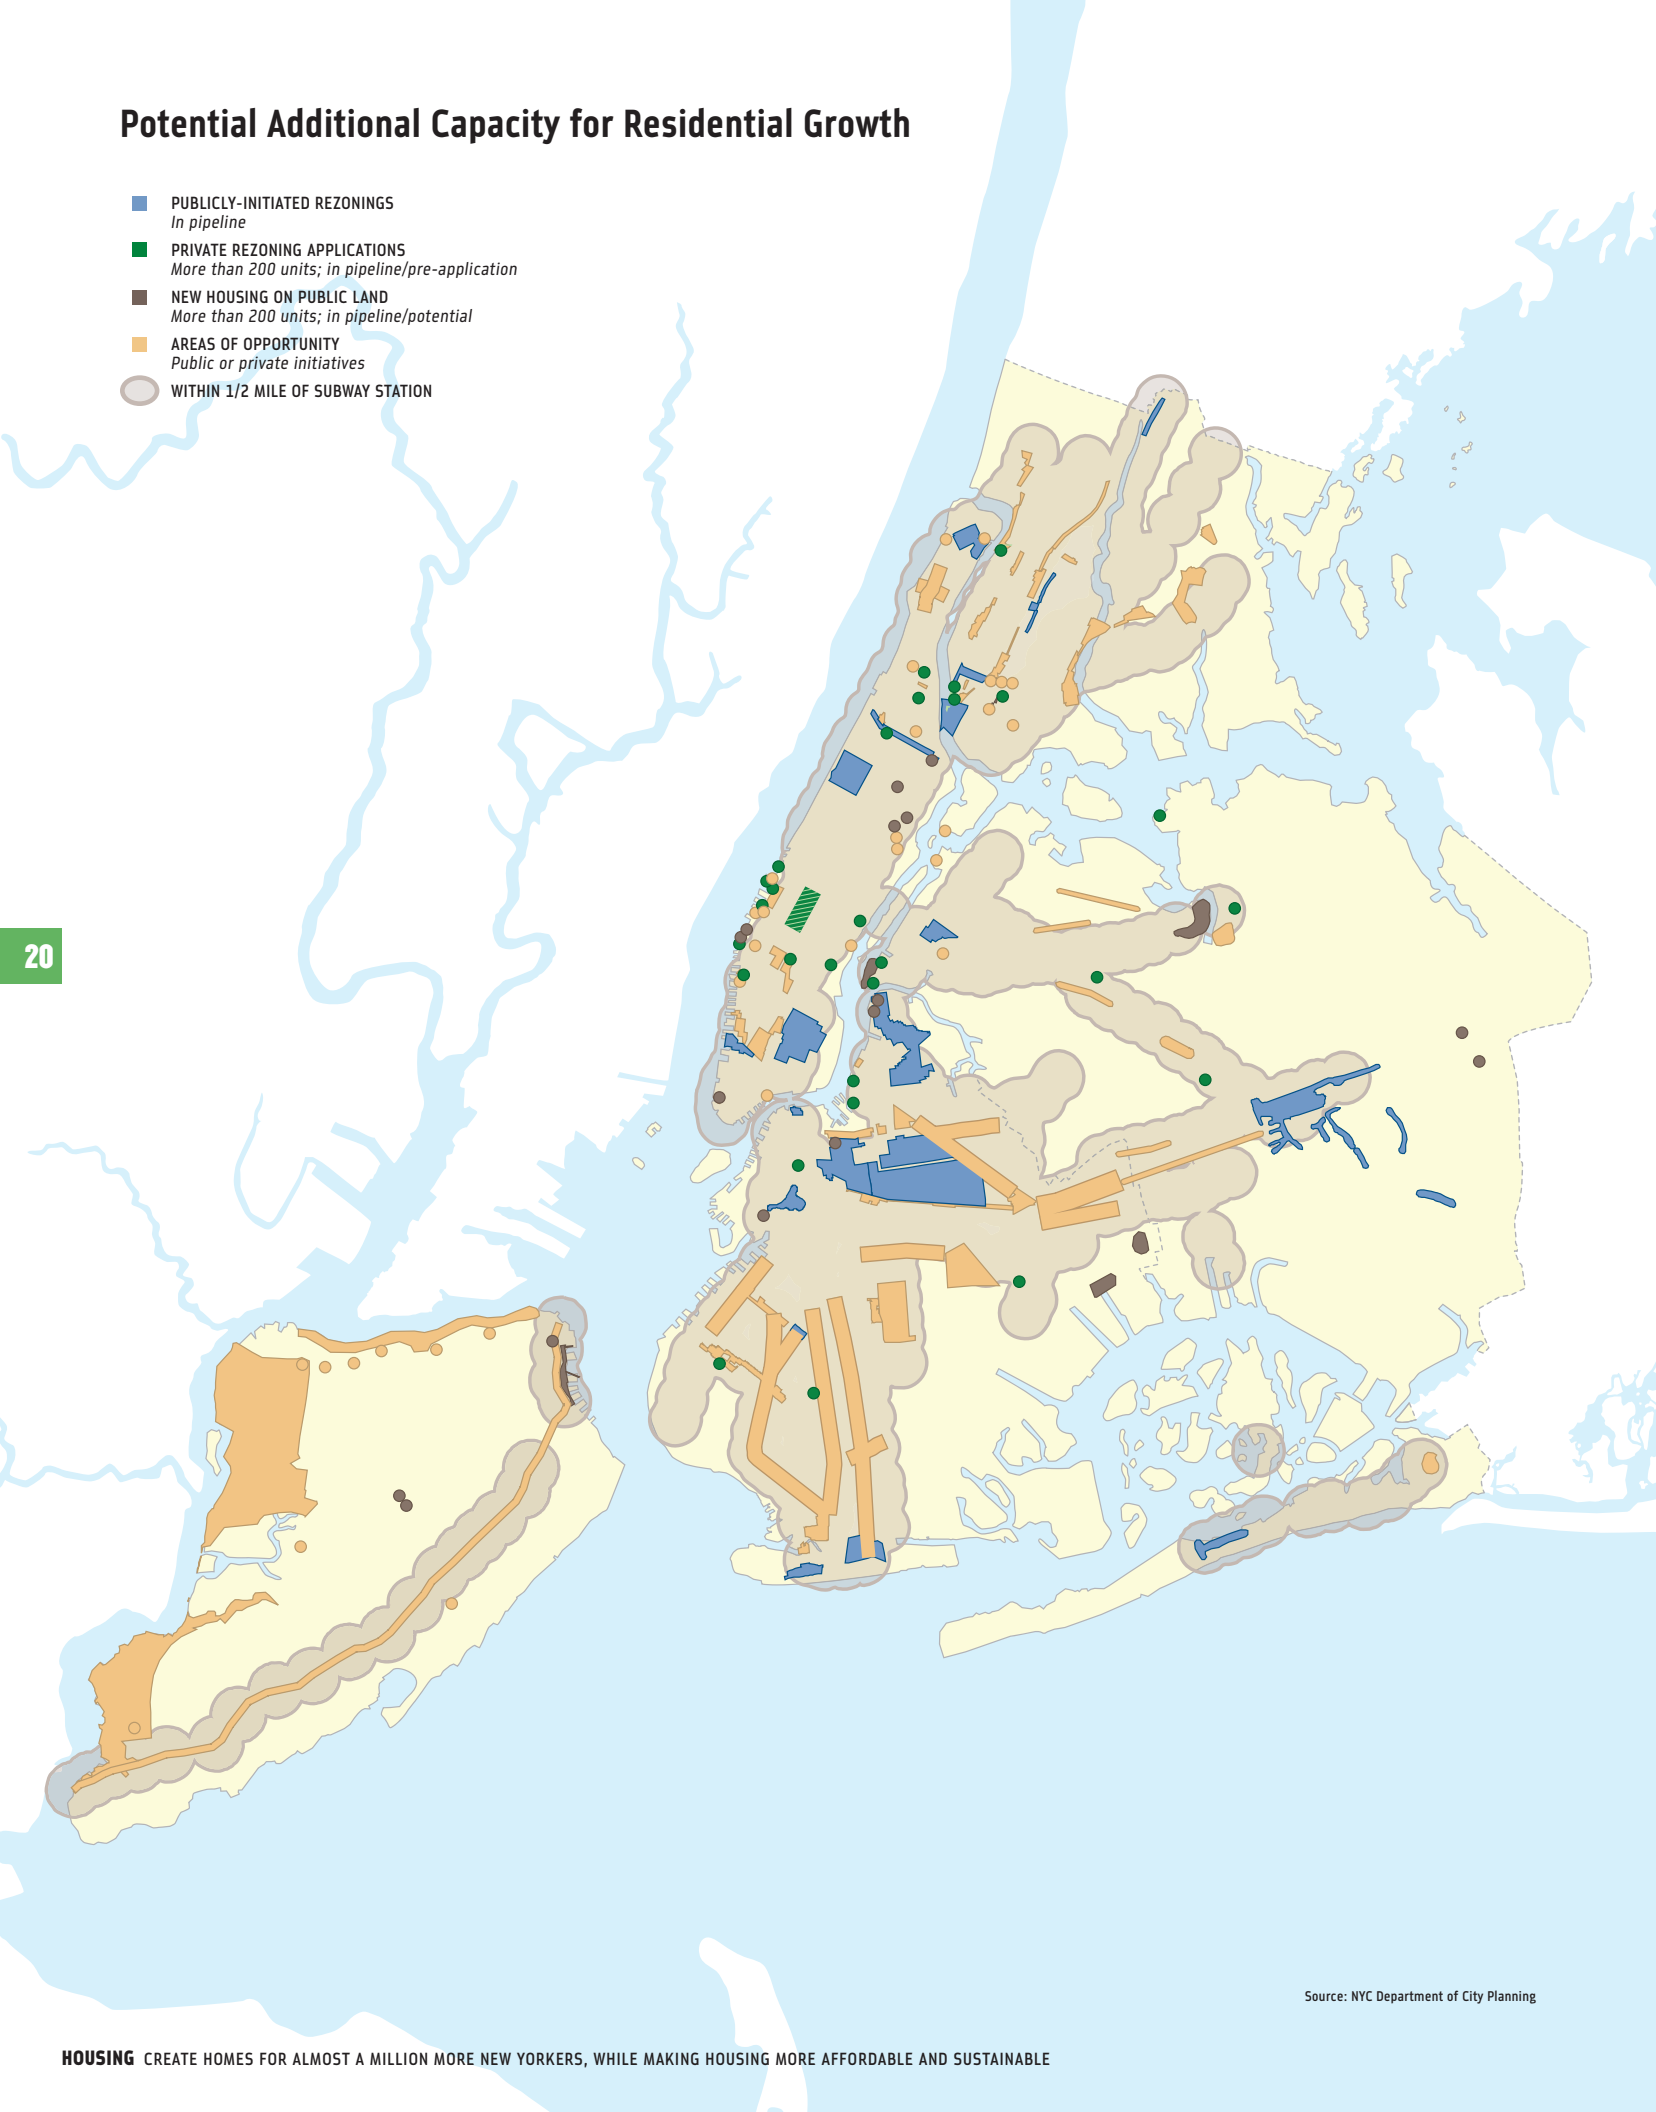 Potential Additional Capacity for Residential Growth
PUBLICLY-INITIATED REZONINGS
In pipeline
PRIVATE REZONING APPLICATIONS
More than 200 units; in pipeline/pre-application
NEW HOUSING ON PUBLIC LAND
More than 200 units; in pipeline/potential
AREAS OF OPPORTUNITY
Public or private initiatives
WITHIN 1/2 MILE OF SUBWAY STATION
20
Source: NYC Department of City Planning
HOUSING CREATE HOMES FOR ALMOST A MILLION MORE NEW YORKERS, WHILE MAKING HOUSING MORE AFFORDABLE AND SUSTAINABLE